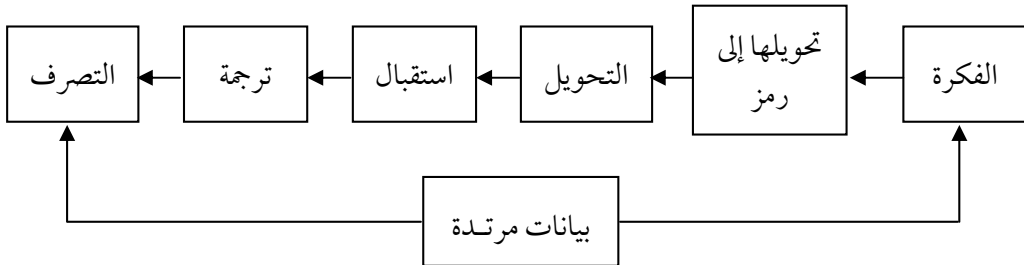 الفكرة
تحويلها إلى
رمز
التحويل
استقبال
ترجمة
التصرف
بيانات مرتـدة